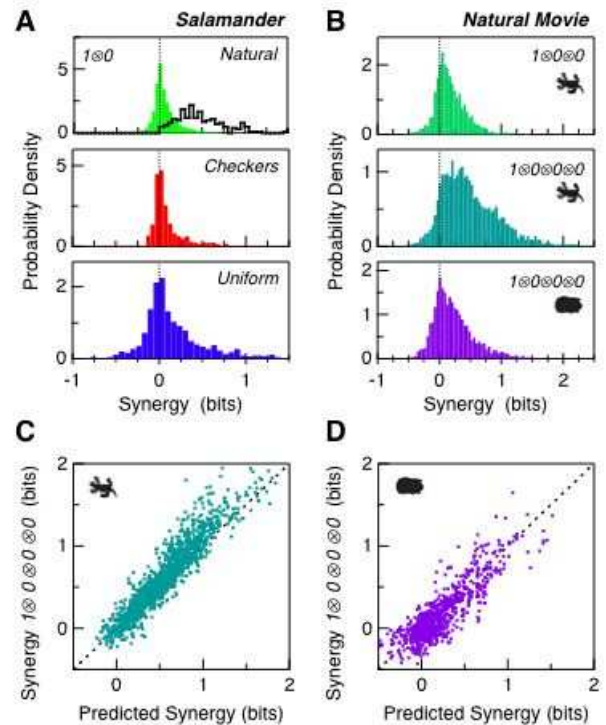 A Salamander
1⊗0 Natural
5
0
Checkers
5
0
Uniform
2
0
-1 0 1
Synergy (bits)
Probability Density
B Natural Movie
1⊗0⊗0
2
1
0
1⊗0⊗0⊗0
1
0
1⊗0⊗0⊗0
1
0
-1 0 1 2
Synergy (bits)
Probability Density
C
2
1
0
0 1 2
Synergy 1⊗0⊗0⊗0 (bits)
Predicted Synergy (bits)
D
2
1
0
0 1 2
Synergy 1⊗0⊗0⊗0 (bits)
Predicted Synergy (bits)